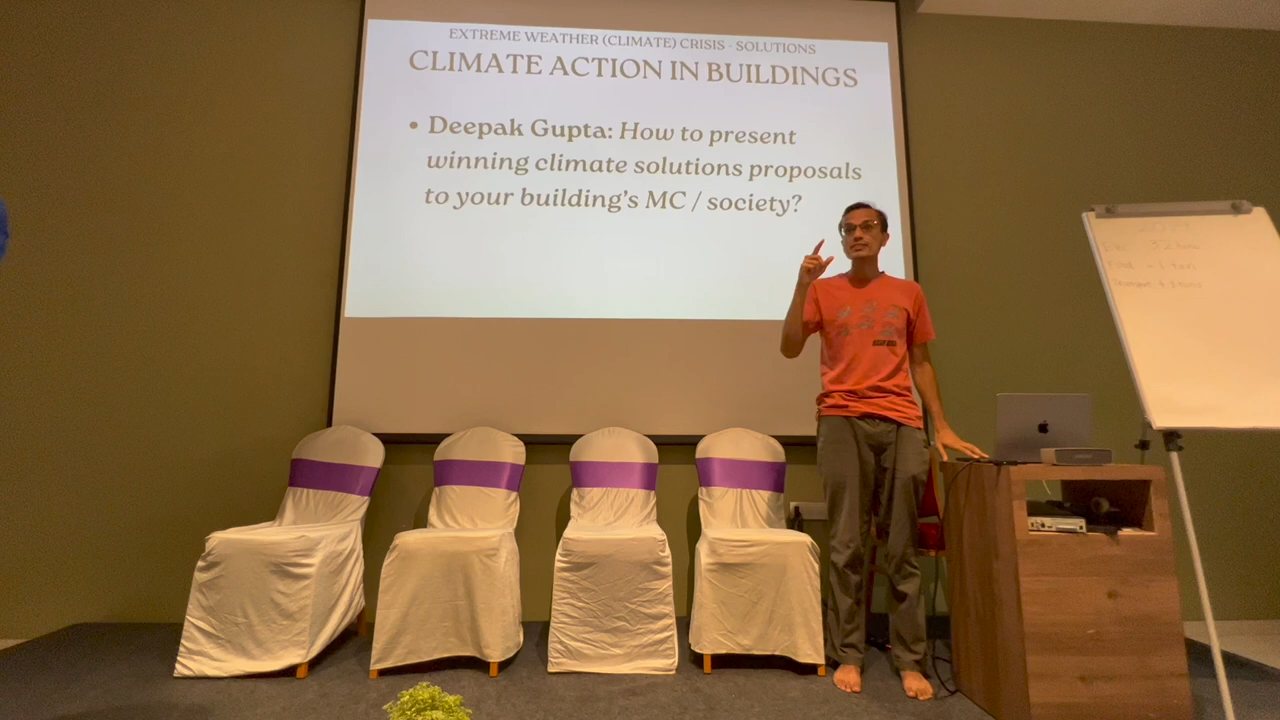 EXTREME WEATHER (CLIMATE) CRISIS - SOLUTIONS
CLIMATE ACTION IN BUILDINGS
• Deepak Gupta: How to present
winning climate solutions proposals
to your building's MC / society?